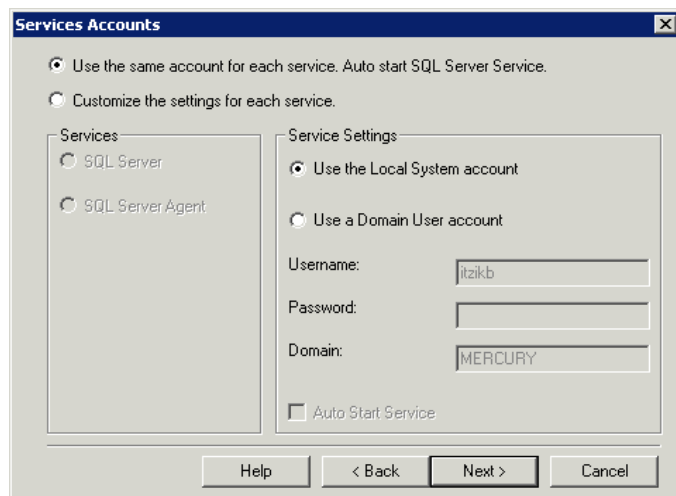 Services Accounts
Use the same account for each service. Auto start SQL Server Service.
Customize the settings for each service.
Services
SQL Server
SQL Server Agent
Service Settings
Use the Local System account
Use a Domain User account
Username:
itzikb
Password:
Domain:
MERCURY
Auto Start Service
Help
< Back
Next >
Cancel